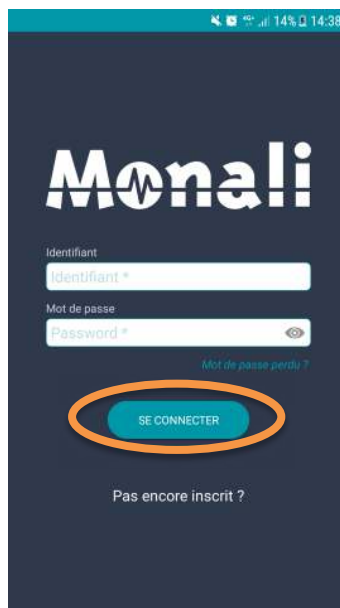 14% 14:38
Monali
Identifiant
Identifiant *
Mot de passe
Password *
Mot de passe perdu ?
SE CONNECTER
Pas encore inscrit ?